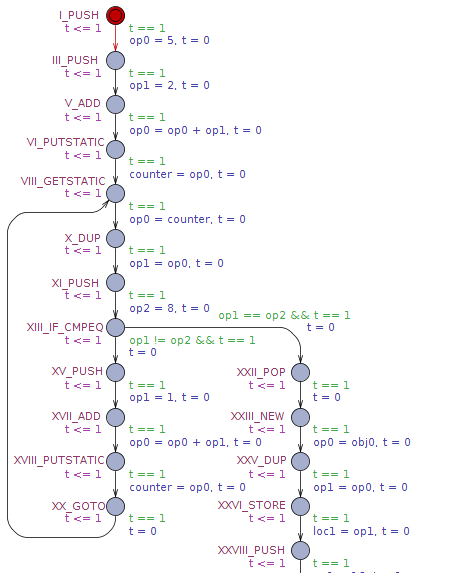 I_PUSH
t <= 1
t == 1
op0 = 5, t = 0
III_PUSH
t <= 1
t == 1
op1 = 2, t = 0
V_ADD
t <= 1
t == 1
op0 = op0 + op1, t = 0
VI_PUTSTATIC
t <= 1
t == 1
counter = op0, t = 0
VIII_GETSTATIC
t <= 1
t == 1
op0 = counter, t = 0
X_DUP
t <= 1
t == 1
op1 = op0, t = 0
XI_PUSH
t <= 1
t == 1
op2 = 8, t = 0
XIII_IF_CMPEQ
t <= 1
op1 == op2 && t == 1
t = 0
op1 != op2 && t == 1
t = 0
XV_PUSH
t <= 1
t == 1
op1 = 1, t = 0
XVII_ADD
t <= 1
t == 1
op0 = op0 + op1, t = 0
XVIII_PUTSTATIC
t <= 1
t == 1
counter = op0, t = 0
XX_GOTO
t <= 1
t == 1
t = 0
XXII_POP
t <= 1
t == 1
t = 0
XXIII_NEW
t <= 1
t == 1
op0 = obj0, t = 0
XXV_DUP
t <= 1
t == 1
op1 = op0, t = 0
XXVI_STORE
t <= 1
t == 1
loc1 = op1, t = 0
XXVIII_PUSH
t <= 1
t == 1